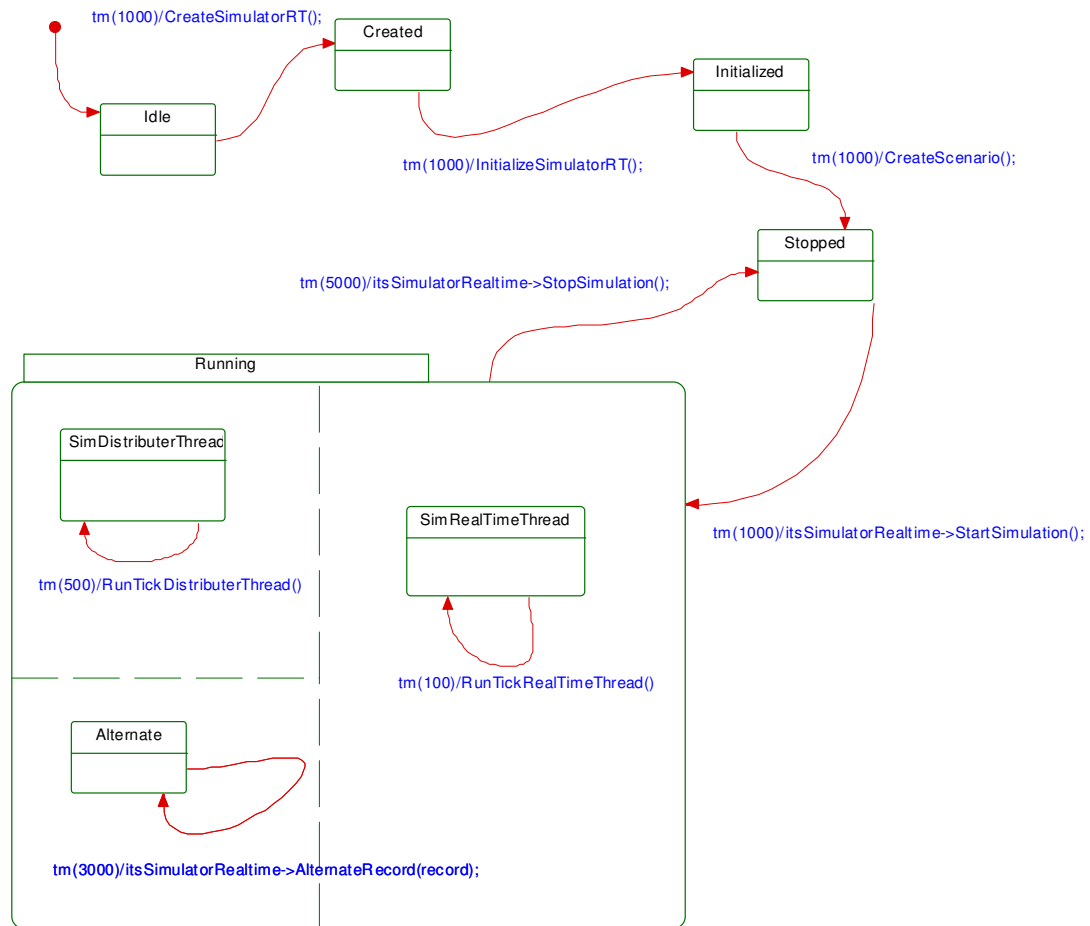 tm(1000)/CreateSimulatorRT();
Created
Initialized
Idle
tm(1000)/InitializeSimulatorRT();
tm(1000)/CreateScenario();
Stopped
tm(5000)/itsSimulatorRealtime->StopSimulation();
Running
SimDistributerThread
SimRealTimeThread
tm(1000)/itsSimulatorRealtime->StartSimulation();
tm(500)/RunTickDistributerThread()
tm(100)/RunTickRealTimeThread()
Alternate
tm(3000)/itsSimulatorRealtime->AlternateRecord(record);